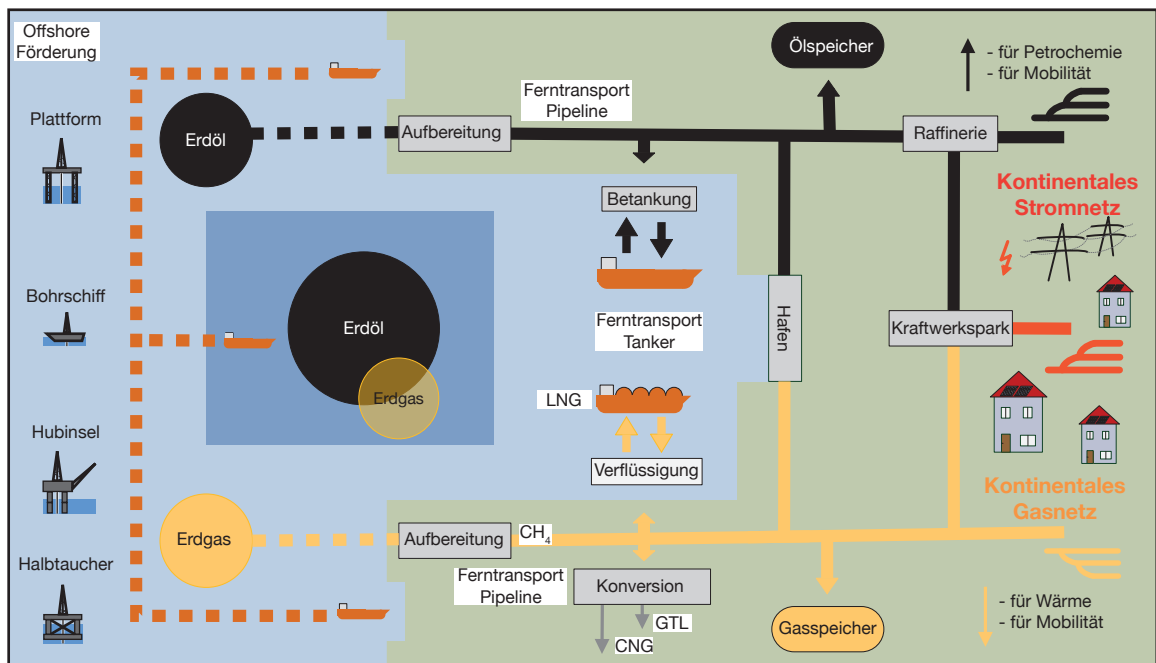 Offshore
Förderung
Plattform
Bohrschiff
Hubinsel
Halbtaucher
Erdöl
Aufbereitung
Ferntransport
Pipeline
Ölspeicher
Raffinerie
- für Petrochemie
- für Mobilität
Betankung
Ferntransport
Tanker
LNG
Verflüssigung
Erdöl
Erdgas
Hafen
Kontinentales
Stromnetz
Kraftwerkspark
Kontinentales
Gasnetz
Erdgas
Aufbereitung
CH₄
Ferntransport
Pipeline
Konversion
GTL
CNG
Gasspeicher
- für Wärme
- für Mobilität